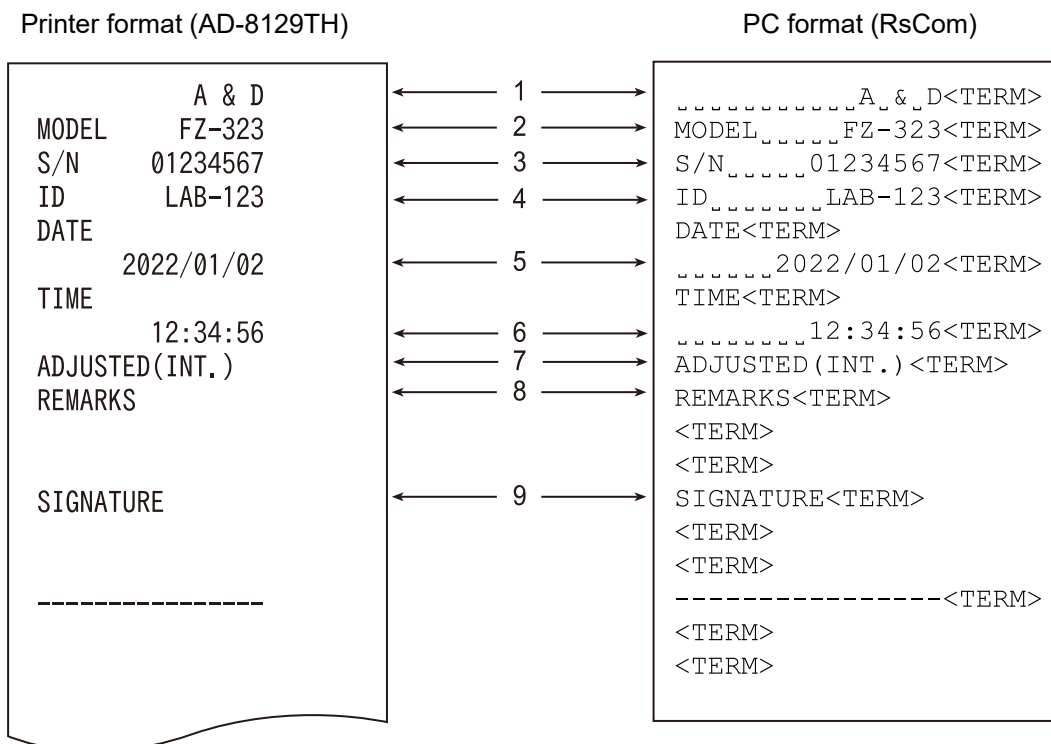 Printer format (AD-8129TH)
A & D
MODEL FZ-323
S/N 01234567
ID LAB-123
DATE
2022/01/02
TIME
12:34:56
ADJUSTED(INT.)
REMARKS
SIGNATURE
----------------
1
2
3
4
5
6
7
8
9
PC format (RsCom)
␣␣␣␣␣␣␣␣␣␣␣A␣&␣D<TERM>
MODEL␣␣␣␣␣FZ-323<TERM>
S/N␣␣␣␣␣01234567<TERM>
ID␣␣␣␣␣␣␣LAB-123<TERM>
DATE<TERM>
␣␣␣␣␣␣2022/01/02<TERM>
TIME<TERM>
␣␣␣␣␣␣␣␣12:34:56<TERM>
ADJUSTED(INT.)<TERM>
REMARKS<TERM>
<TERM>
<TERM>
SIGNATURE<TERM>
<TERM>
<TERM>
----------------<TERM>
<TERM>
<TERM>